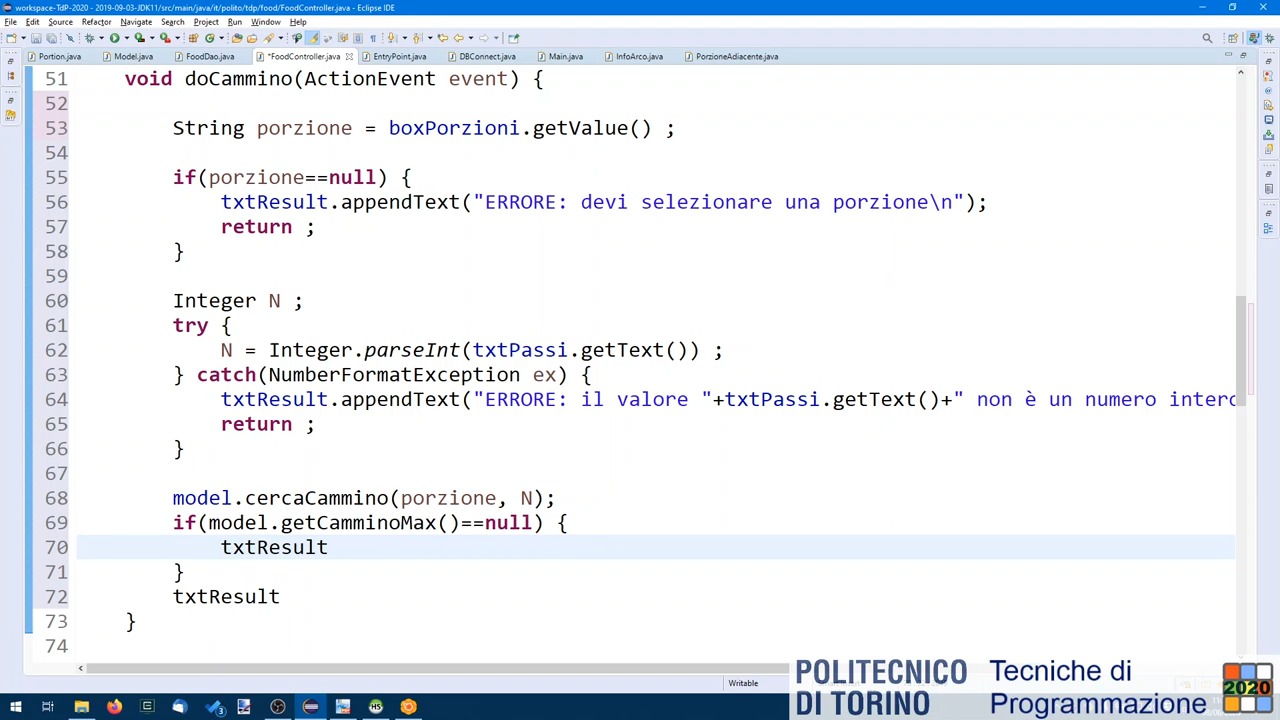 workspace-TdP-2020 - 2019-09-03-JDK11/src/main/java/it/polito/tdp/food/FoodController.java - Eclipse IDE
File Edit Source Refactor Navigate Search Project Run Window Help
Portion.java Model.java FoodDao.java *FoodController.java EntryPoint.java DBConnect.java Main.java InfoArco.java PorzioneAdiacente.java
51 void doCammino(ActionEvent event) {
52
53 String porzione = boxPorzioni.getValue() ;
54
55 if(porzione==null) {
56 txtResult.appendText("ERRORE: devi selezionare una porzione\n");
57 return ;
58 }
59
60 Integer N ;
61 try {
62 N = Integer.parseInt(txtPassi.getText()) ;
63 } catch(NumberFormatException ex) {
64 txtResult.appendText("ERRORE: il valore "+txtPassi.getText()+" non è un numero
65 return ;
66 }
67
68 model.cercaCammino(porzione, N);
69 if(model.getCamminoMax()==null) {
70 txtResult
71 }
72 txtResult
73 }
74
Writable
POLITECNICO
DI TORINO
Tecniche di
Programmazione
2020